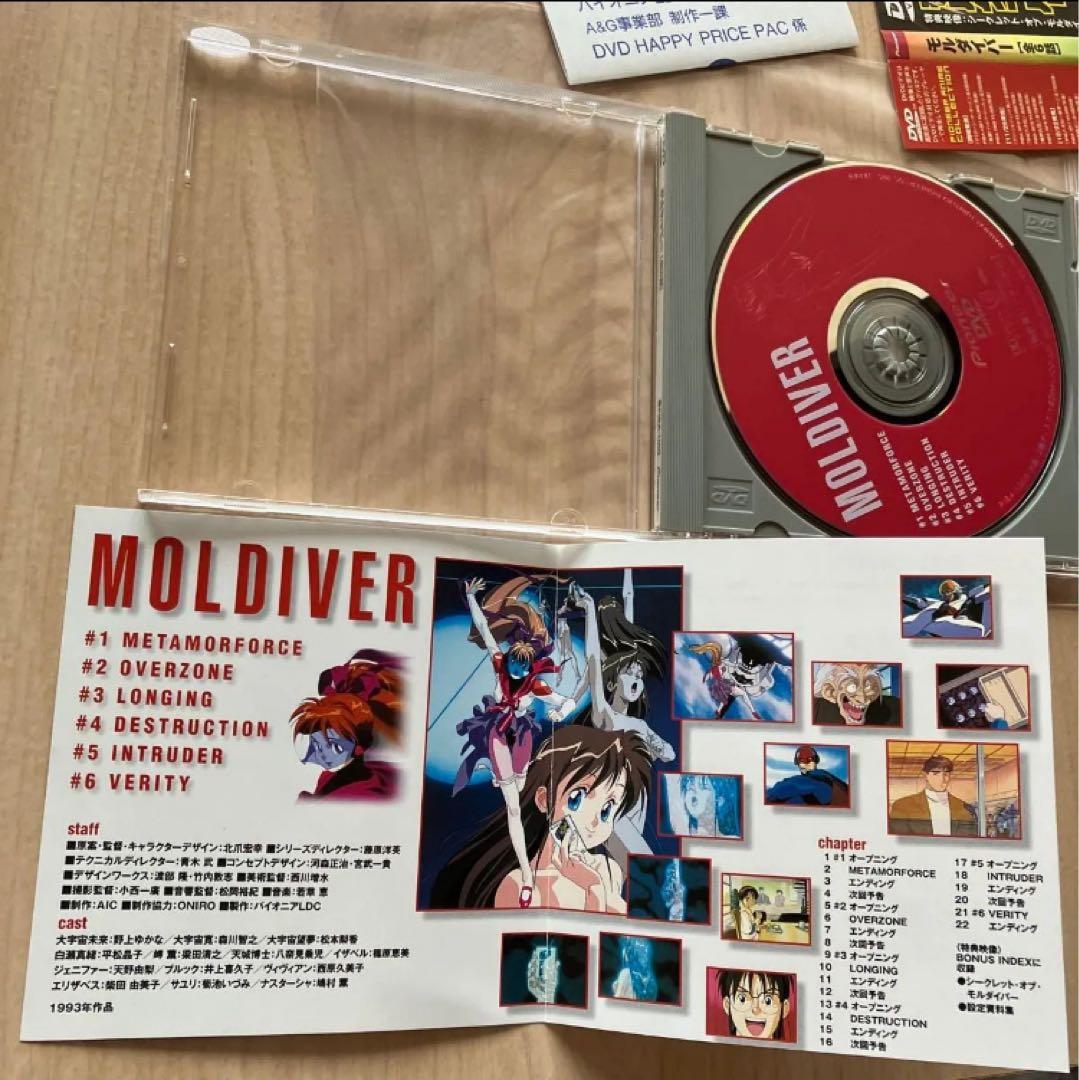 A&G事業部 制作一課
DVD HAPPY PRICE PAC 係
モルダイバー [全6話]
DVD
PIONEER ANIME
COLLECTION
DVD
DVD
MOLDIVER
#1 METAMORFORCE
#2 OVERZONE
#3 LONGING
#4 DESTRUCTION
#5 INTRUDER
#6 VERITY
MOLDIVER
#1 METAMORFORCE
#2 OVERZONE
#3 LONGING
#4 DESTRUCTION
#5 INTRUDER
#6 VERITY
staff
■原案・監督・キャラクターデザイン:北爪宏幸 ■シリーズディレクター:藤原洋英
■テクニカルディレクター:青木 武 ■コンセプトデザイン:河森正治・宮武一貴
■デザインワークス:渡部 隆・竹内敦志 ■美術監督:西川増水
■撮影監督:小西一廣 ■音響監督:松岡裕紀 ■音楽:若草 恵
■制作:AIC ■制作協力:ONIRO ■製作:パイオニアLDC
cast
大宇宙未来:野上ゆかな/大宇宙寛:森川智之/大宇宙望夢:松本梨香
白瀬真緒:平松晶子/岬 薫:梁田清之/天城博士:八奈見乗児/イザベル:篠原恵美
ジェニファー:天野由梨/ブルック:井上喜久子/ヴィヴィアン:西原久美子
エリザベス:柴田 由美子/サユリ:菊池いづみ/ナスターシャ:嶋村 薫
1993年作品
chapter
1 #1 オープニング
2 METAMORFORCE
3 エンディング
4 次回予告
5 #2 オープニング
6 OVERZONE
7 エンディング
8 次回予告
9 #3 オープニング
10 LONGING
11 エンディング
12 次回予告
13 #4 オープニング
14 DESTRUCTION
15 エンディング
16 次回予告
17 #5 オープニング
18 INTRUDER
19 エンディング
20 次回予告
21 #6 VERITY
22 エンディング
〈特典映像〉
BONUS INDEXに
収録
●シークレット・オブ・
モルダイバー
●設定資料集